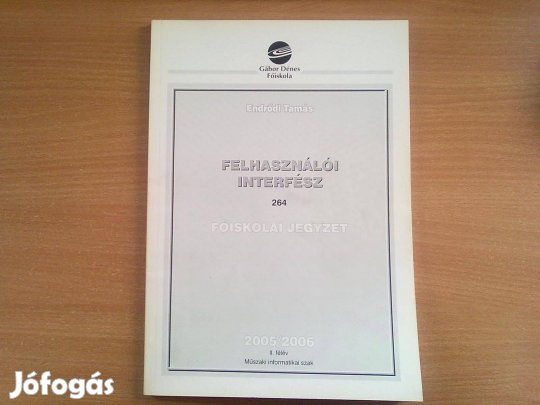 Gábor Dénes
Főiskola
Endrődi Tamás
FELHASZNÁLÓI
INTERFÉSZ
264
FŐISKOLAI JEGYZET
2005/2006
II. félév
Műszaki informatikai szak
Jófogás